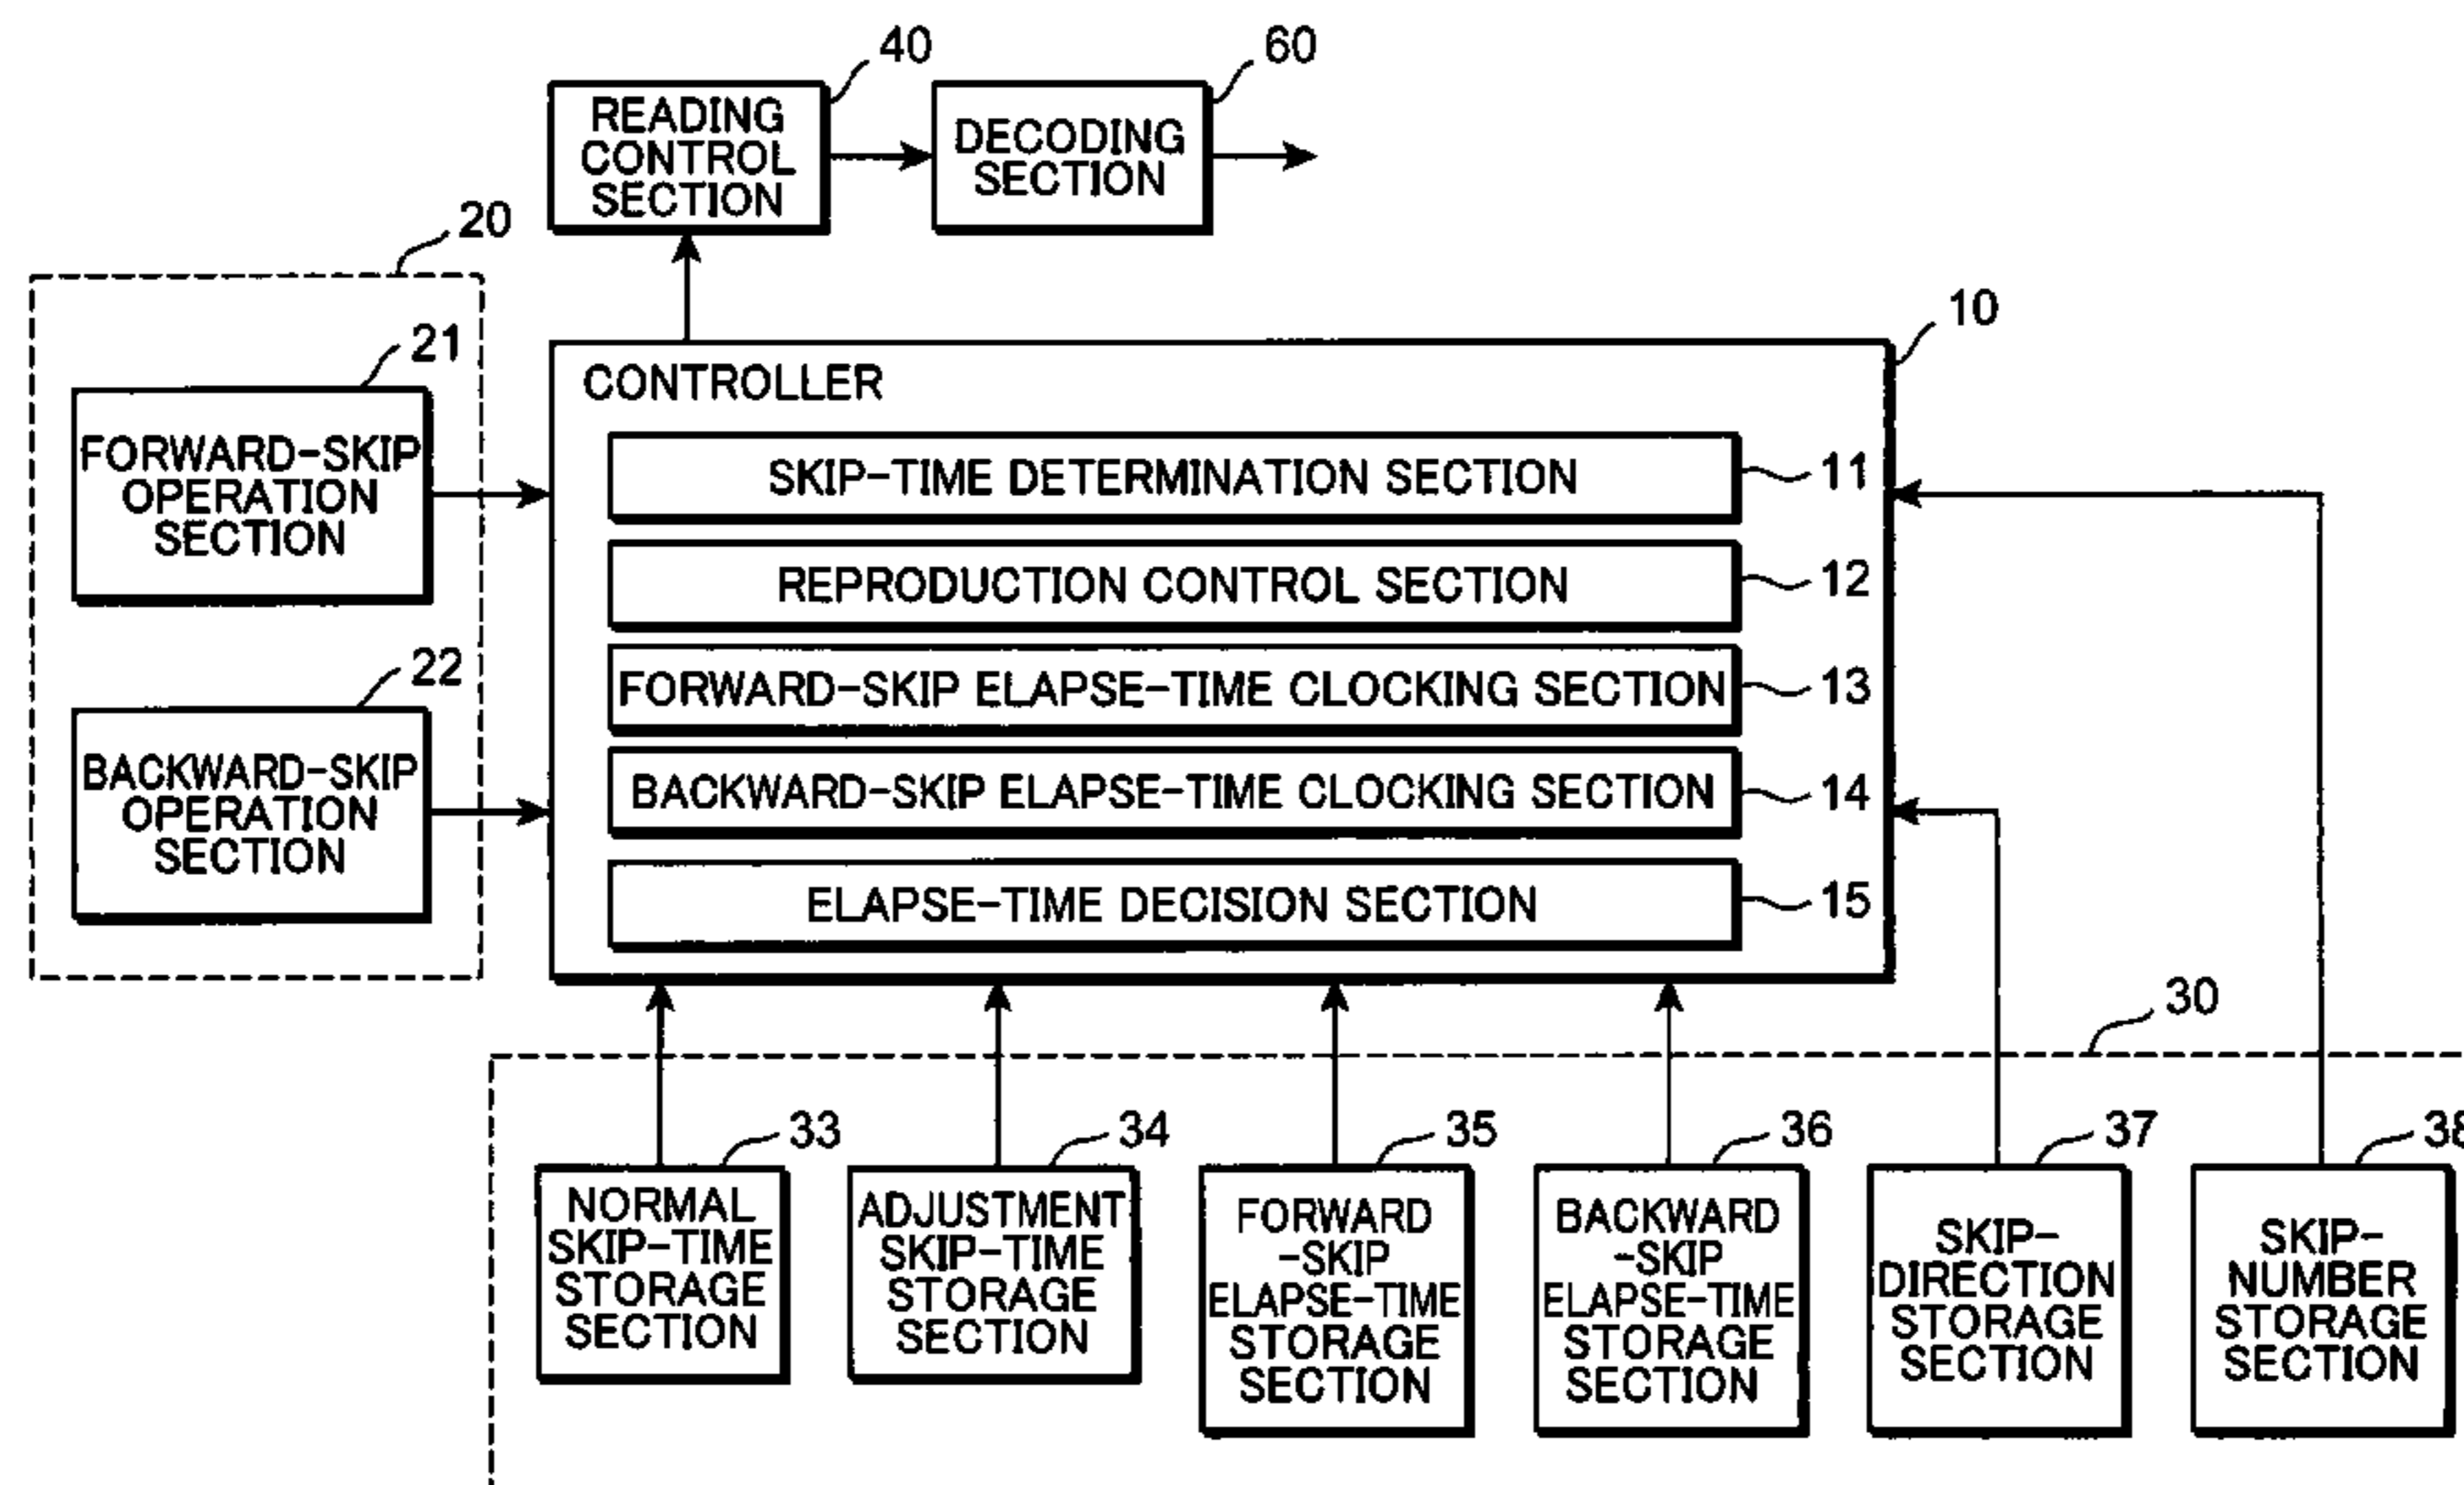 40
60
READING
CONTROL
SECTION
DECODING
SECTION
20
10
21
FORWARD-SKIP
OPERATION
SECTION
22
BACKWARD-SKIP
OPERATION
SECTION
CONTROLLER
SKIP-TIME DETERMINATION SECTION
11
REPRODUCTION CONTROL SECTION
12
FORWARD-SKIP ELAPSE-TIME CLOCKING SECTION
13
BACKWARD-SKIP ELAPSE-TIME CLOCKING SECTION
14
ELAPSE-TIME DECISION SECTION
15
30
33
NORMAL
SKIP-TIME
STORAGE
SECTION
34
ADJUSTMENT
SKIP-TIME
STORAGE
SECTION
35
FORWARD
-SKIP
ELAPSE-TIME
STORAGE
SECTION
36
BACKWARD
-SKIP
ELAPSE-TIME
STORAGE
SECTION
37
SKIP-
DIRECTION
STORAGE
SECTION
38
SKIP-
NUMBER
STORAGE
SECTION